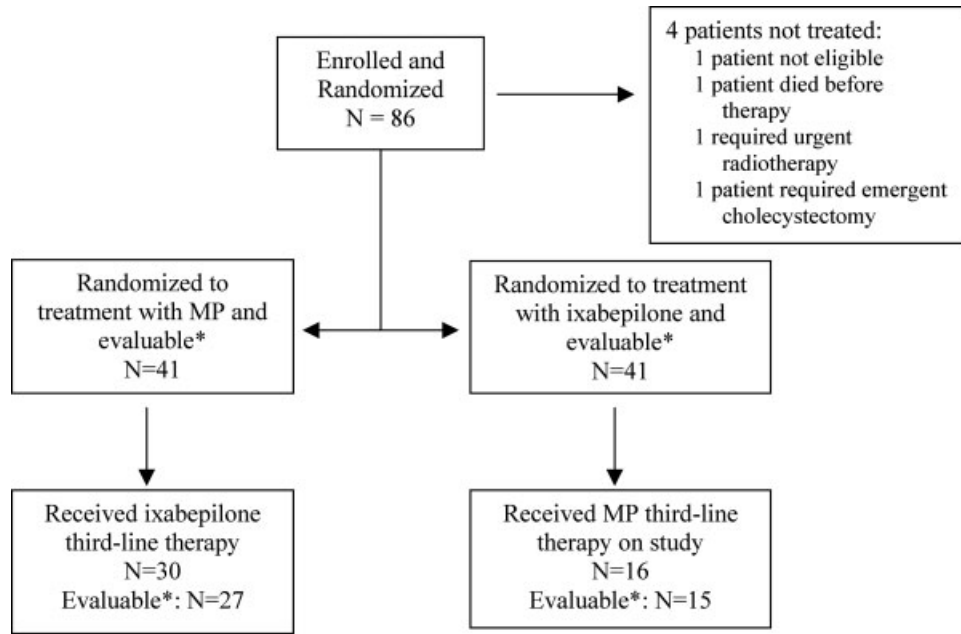 Enrolled and
Randomized
N = 86
4 patients not treated:
1 patient not eligible
1 patient died before
therapy
1 required urgent
radiotherapy
1 patient required emergent
cholecystectomy
Randomized to
treatment with MP and
evaluable*
N=41
Randomized to treatment
with ixabepilone and
evaluable*
N=41
Received ixabepilone
third-line therapy
N=30
Evaluable*: N=27
Received MP third-line
therapy on study
N=16
Evaluable*: N=15